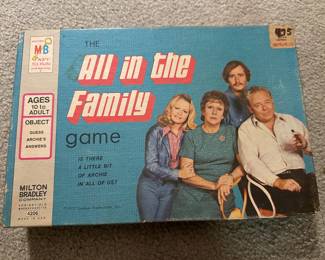 MB
THE
All in the
Family
game
AGES
10 to
ADULT
OBJECT
GUESS
ARCHIE'S
ANSWERS
IS THERE
A LITTLE BIT
OF ARCHIE
IN ALL OF US?
MILTON
BRADLEY
COMPANY
4206